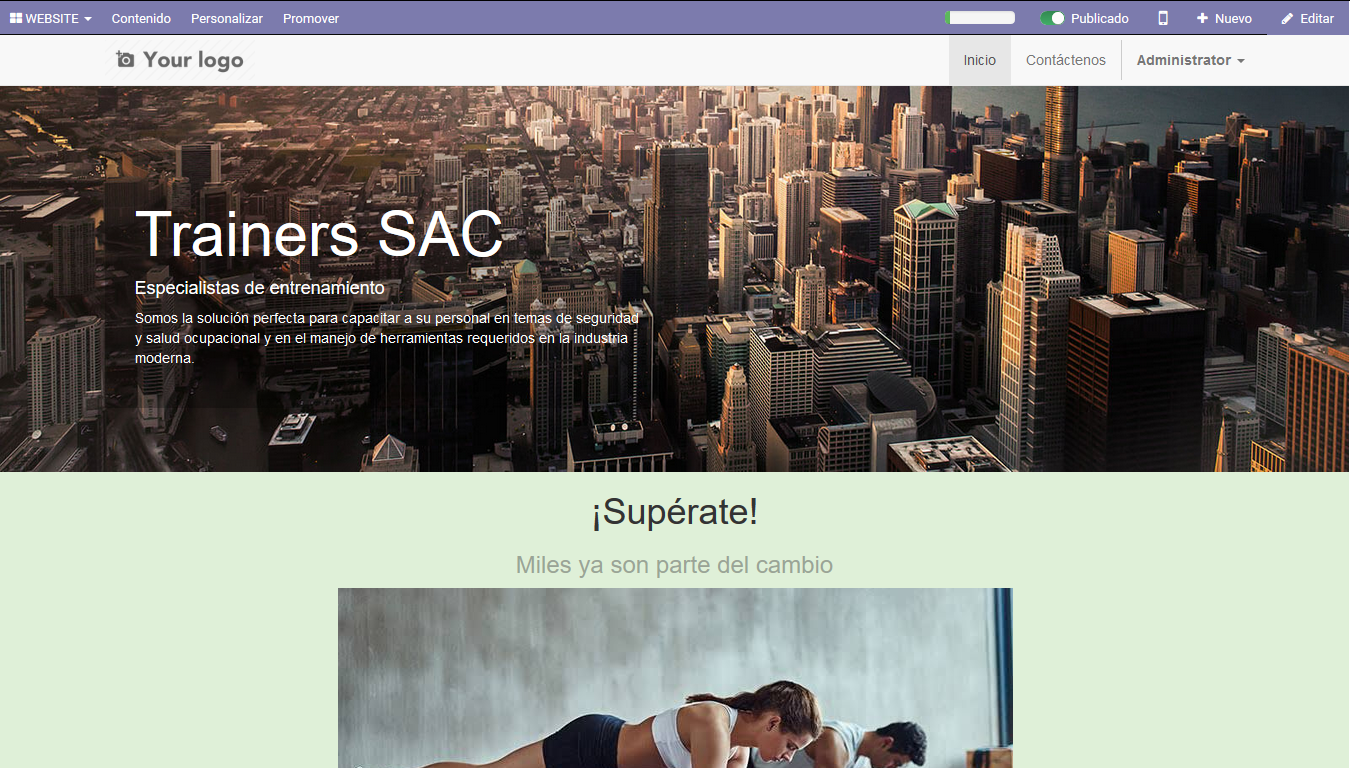 WEBSITE Contenido Personalizar Promover Publicado Nuevo Editar
Your logo Inicio Contáctenos Administrator
Trainers SAC
Especialistas de entrenamiento
Somos la solución perfecta para capacitar a su personal en temas de seguridad
y salud ocupacional y en el manejo de herramientas requeridos en la industria
moderna.
¡Supérate!
Miles ya son parte del cambio